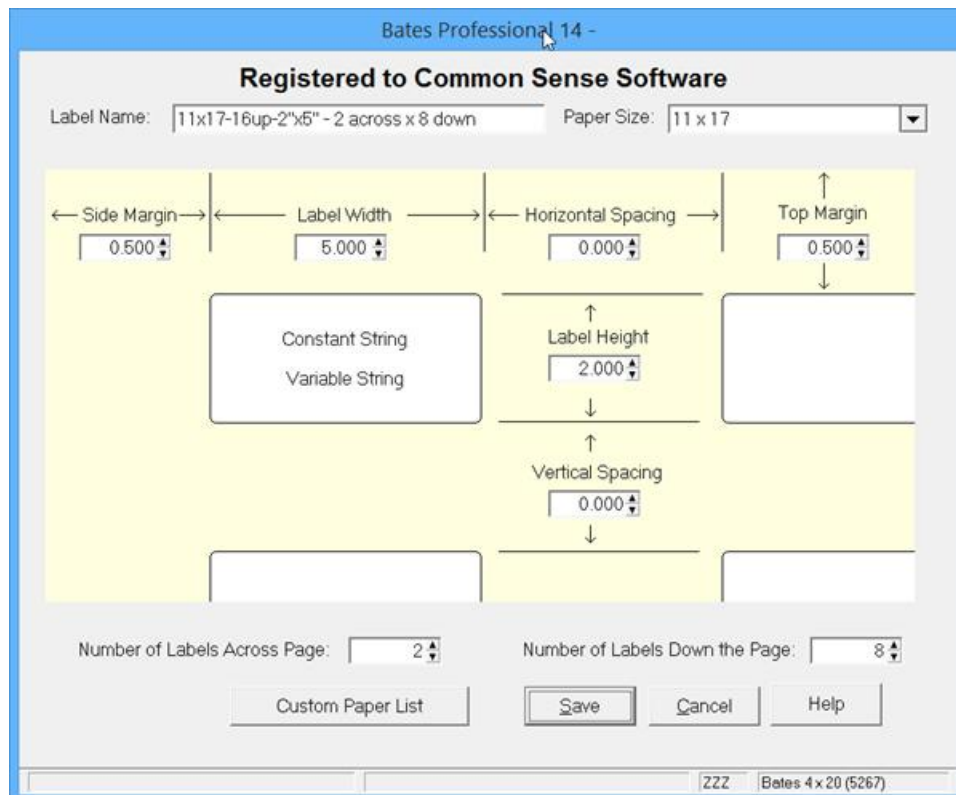 Bates Professional 14 -
Registered to Common Sense Software
Label Name: 11x17-16up-2"x5" - 2 across x 8 down Paper Size: 11 x 17
Side Margin Label Width Horizontal Spacing Top Margin
0.500 5.000 0.000 0.500
Constant String
Variable String
Label Height
2.000
Vertical Spacing
0.000
Number of Labels Across Page: 2 Number of Labels Down the Page: 8
Custom Paper List Save Cancel Help
ZZZ Bates 4 x 20 (5267)